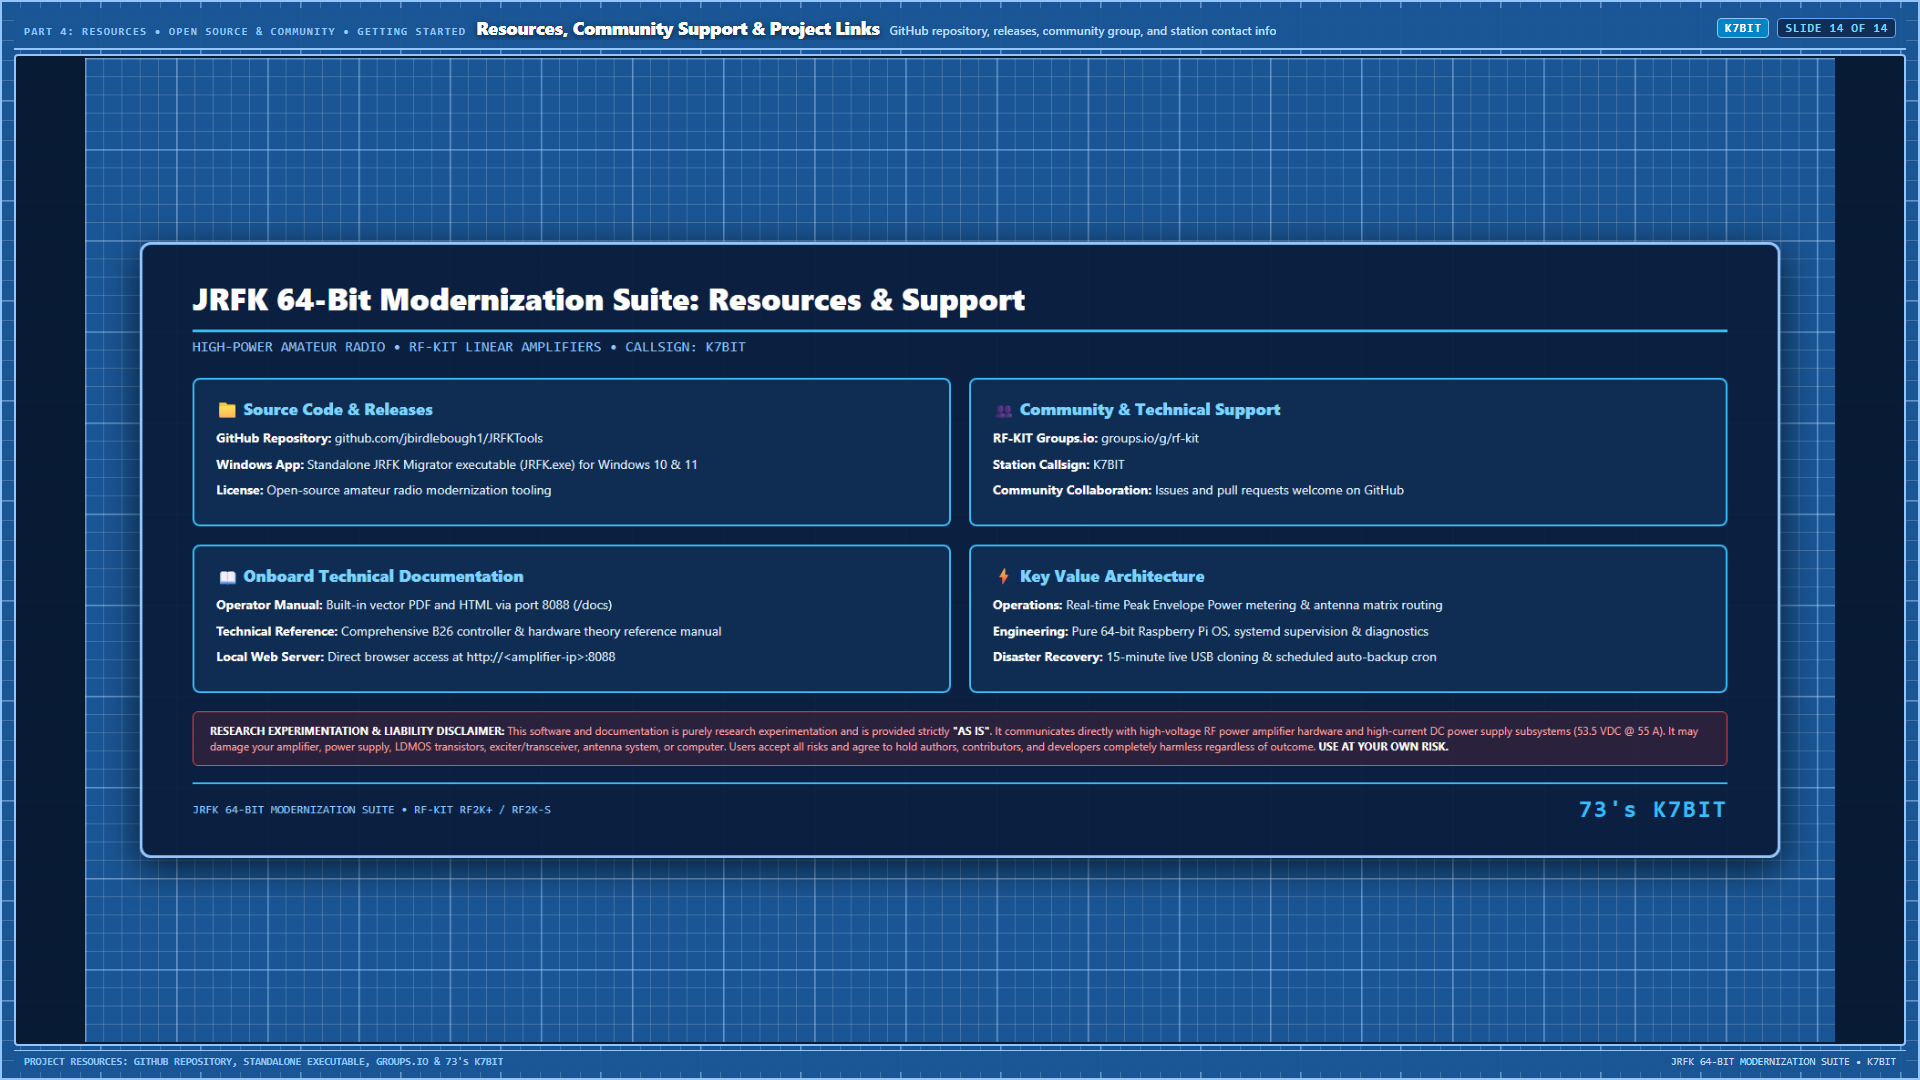 PART 4: RESOURCES • OPEN SOURCE & COMMUNITY • GETTING STARTED Resources, Community Support & Project Links GitHub repository, releases, community group, and station contact info K7BIT SLIDE 14 OF 14
JRFK 64-Bit Modernization Suite: Resources & Support
HIGH-POWER AMATEUR RADIO • RF-KIT LINEAR AMPLIFIERS • CALLSIGN: K7BIT
Source Code & Releases
GitHub Repository: github.com/jbirdlebough1/JRFKTools
Windows App: Standalone JRFK Migrator executable (JRFK.exe) for Windows 10 & 11
License: Open-source amateur radio modernization tooling
Community & Technical Support
RF-KIT Groups.io: groups.io/g/rf-kit
Station Callsign: K7BIT
Community Collaboration: Issues and pull requests welcome on GitHub
Onboard Technical Documentation
Operator Manual: Built-in vector PDF and HTML via port 8088 (/docs)
Technical Reference: Comprehensive B26 controller & hardware theory reference manual
Local Web Server: Direct browser access at http://<amplifier-ip>:8088
Key Value Architecture
Operations: Real-time Peak Envelope Power metering & antenna matrix routing
Engineering: Pure 64-bit Raspberry Pi OS, systemd supervision & diagnostics
Disaster Recovery: 15-minute live USB cloning & scheduled auto-backup cron
RESEARCH EXPERIMENTATION & LIABILITY DISCLAIMER: This software and documentation is purely research experimentation and is provided strictly "AS IS". It communicates directly with high-voltage RF power amplifier hardware and high-current DC power supply subsystems (53.5 VDC @ 55 A). It may
damage your amplifier, power supply, LDMOS transistors, exciter/transceiver, antenna system, or computer. Users accept all risks and agree to hold authors, contributors, and developers completely harmless regardless of outcome. USE AT YOUR OWN RISK.
JRFK 64-BIT MODERNIZATION SUITE • RF-KIT RF2K+ / RF2K-S
73's K7BIT
PROJECT RESOURCES: GITHUB REPOSITORY, STANDALONE EXECUTABLE, GROUPS.IO & 73's K7BIT
JRFK 64-BIT MODERNIZATION SUITE • K7BIT